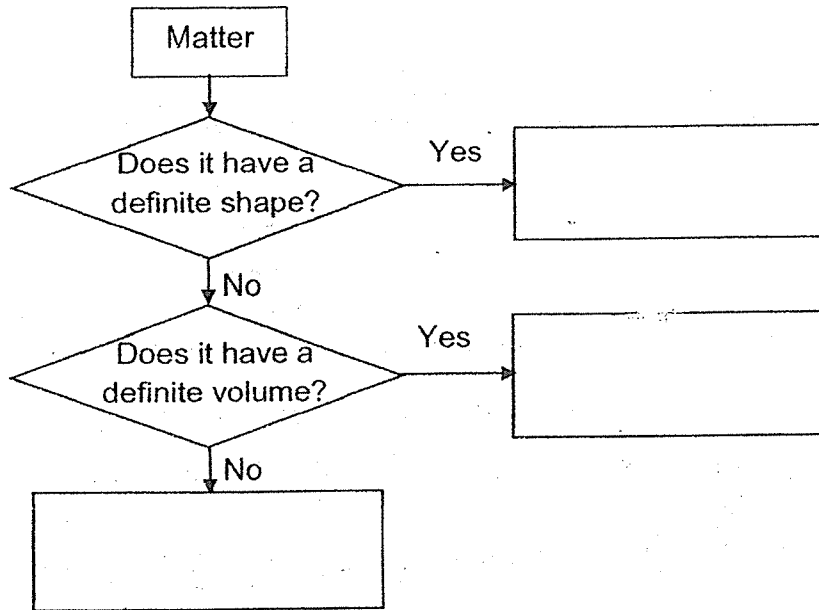 Matter
Does it have a
definite shape?
Yes
No
Does it have a
definite volume?
Yes
No